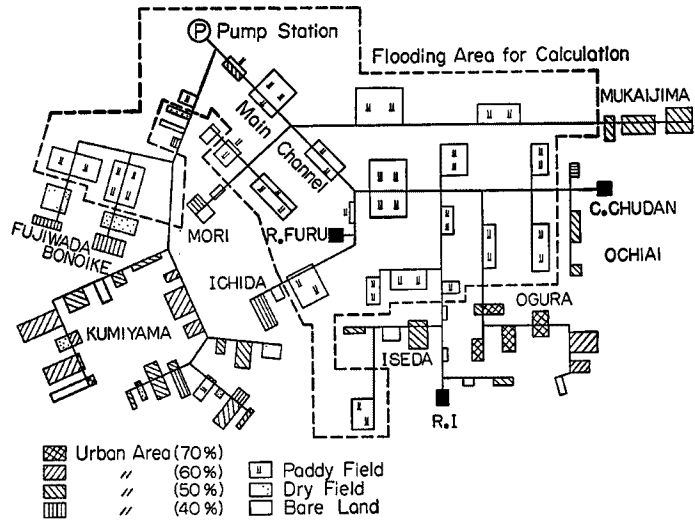 P Pump Station
Flooding Area for Calculation
MUKAIJIMA
Main Channel
C.CHUDAN
FUJIWADA
BONOIKE
MORI
R.FURU
OCHIAI
ICHIDA
OGURA
KUMIYAMA
ISEDA
R.I
Urban Area (70%)
〃 (60%)
〃 (50%)
〃 (40%)
Paddy Field
Dry Field
Bare Land